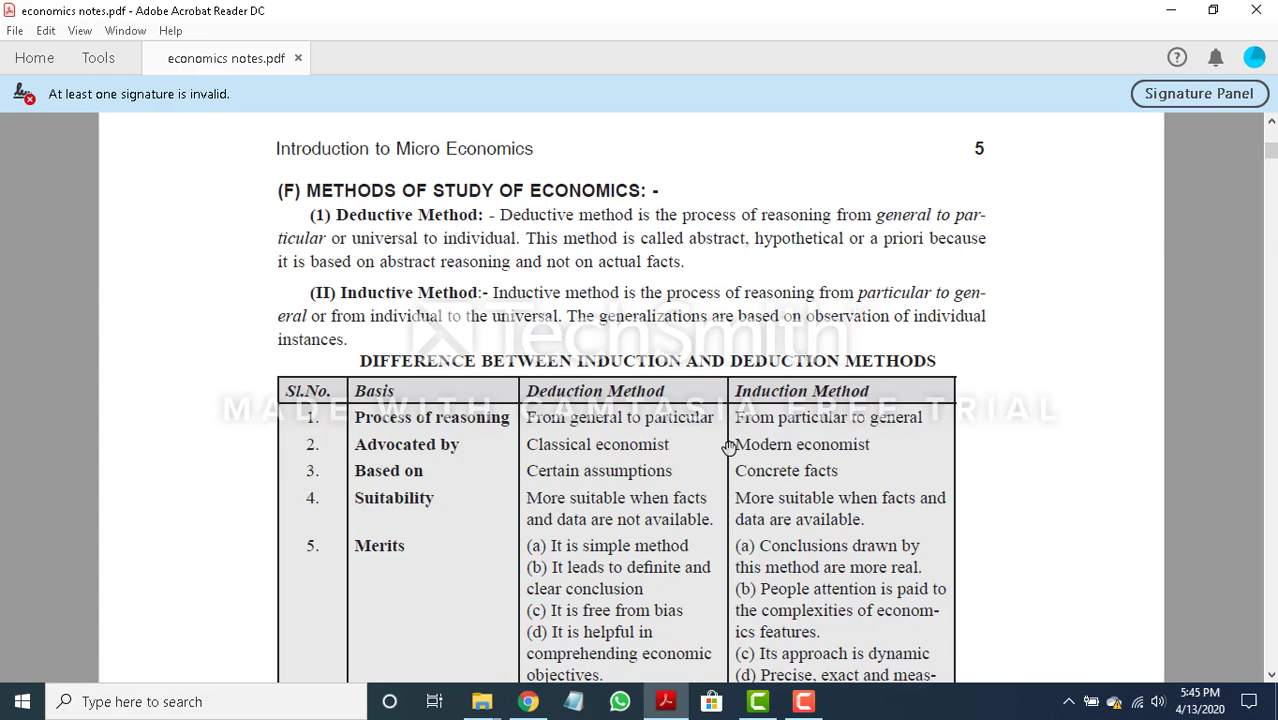 economics notes.pdf - Adobe Acrobat Reader DC
File Edit View Window Help
Home Tools economics notes.pdf ×
At least one signature is invalid. Signature Panel
Introduction to Micro Economics 5
(F) METHODS OF STUDY OF ECONOMICS: -
(1) Deductive Method: - Deductive method is the process of reasoning from general to par-
ticular or universal to individual. This method is called abstract, hypothetical or a priori because
it is based on abstract reasoning and not on actual facts.
(II) Inductive Method:- Inductive method is the process of reasoning from particular to gen-
eral or from individual to the universal. The generalizations are based on observation of individual
instances.
TechSmith
DIFFERENCE BETWEEN INDUCTION AND DEDUCTION METHODS
Sl.No. Basis Deduction Method Induction Method
MADE WITH CAMTASIA FREE TRIAL
1. Process of reasoning From general to particular From particular to general
2. Advocated by Classical economist Modern economist
3. Based on Certain assumptions Concrete facts
4. Suitability More suitable when facts More suitable when facts and
and data are not available. data are available.
5. Merits (a) It is simple method (a) Conclusions drawn by
(b) It leads to definite and this method are more real.
clear conclusion (b) People attention is paid to
(c) It is free from bias the complexities of econom-
(d) It is helpful in ics features.
comprehending economic (c) Its approach is dynamic
objectives. (d) Precise, exact and meas-
Type here to search
5:45 PM
4/13/2020